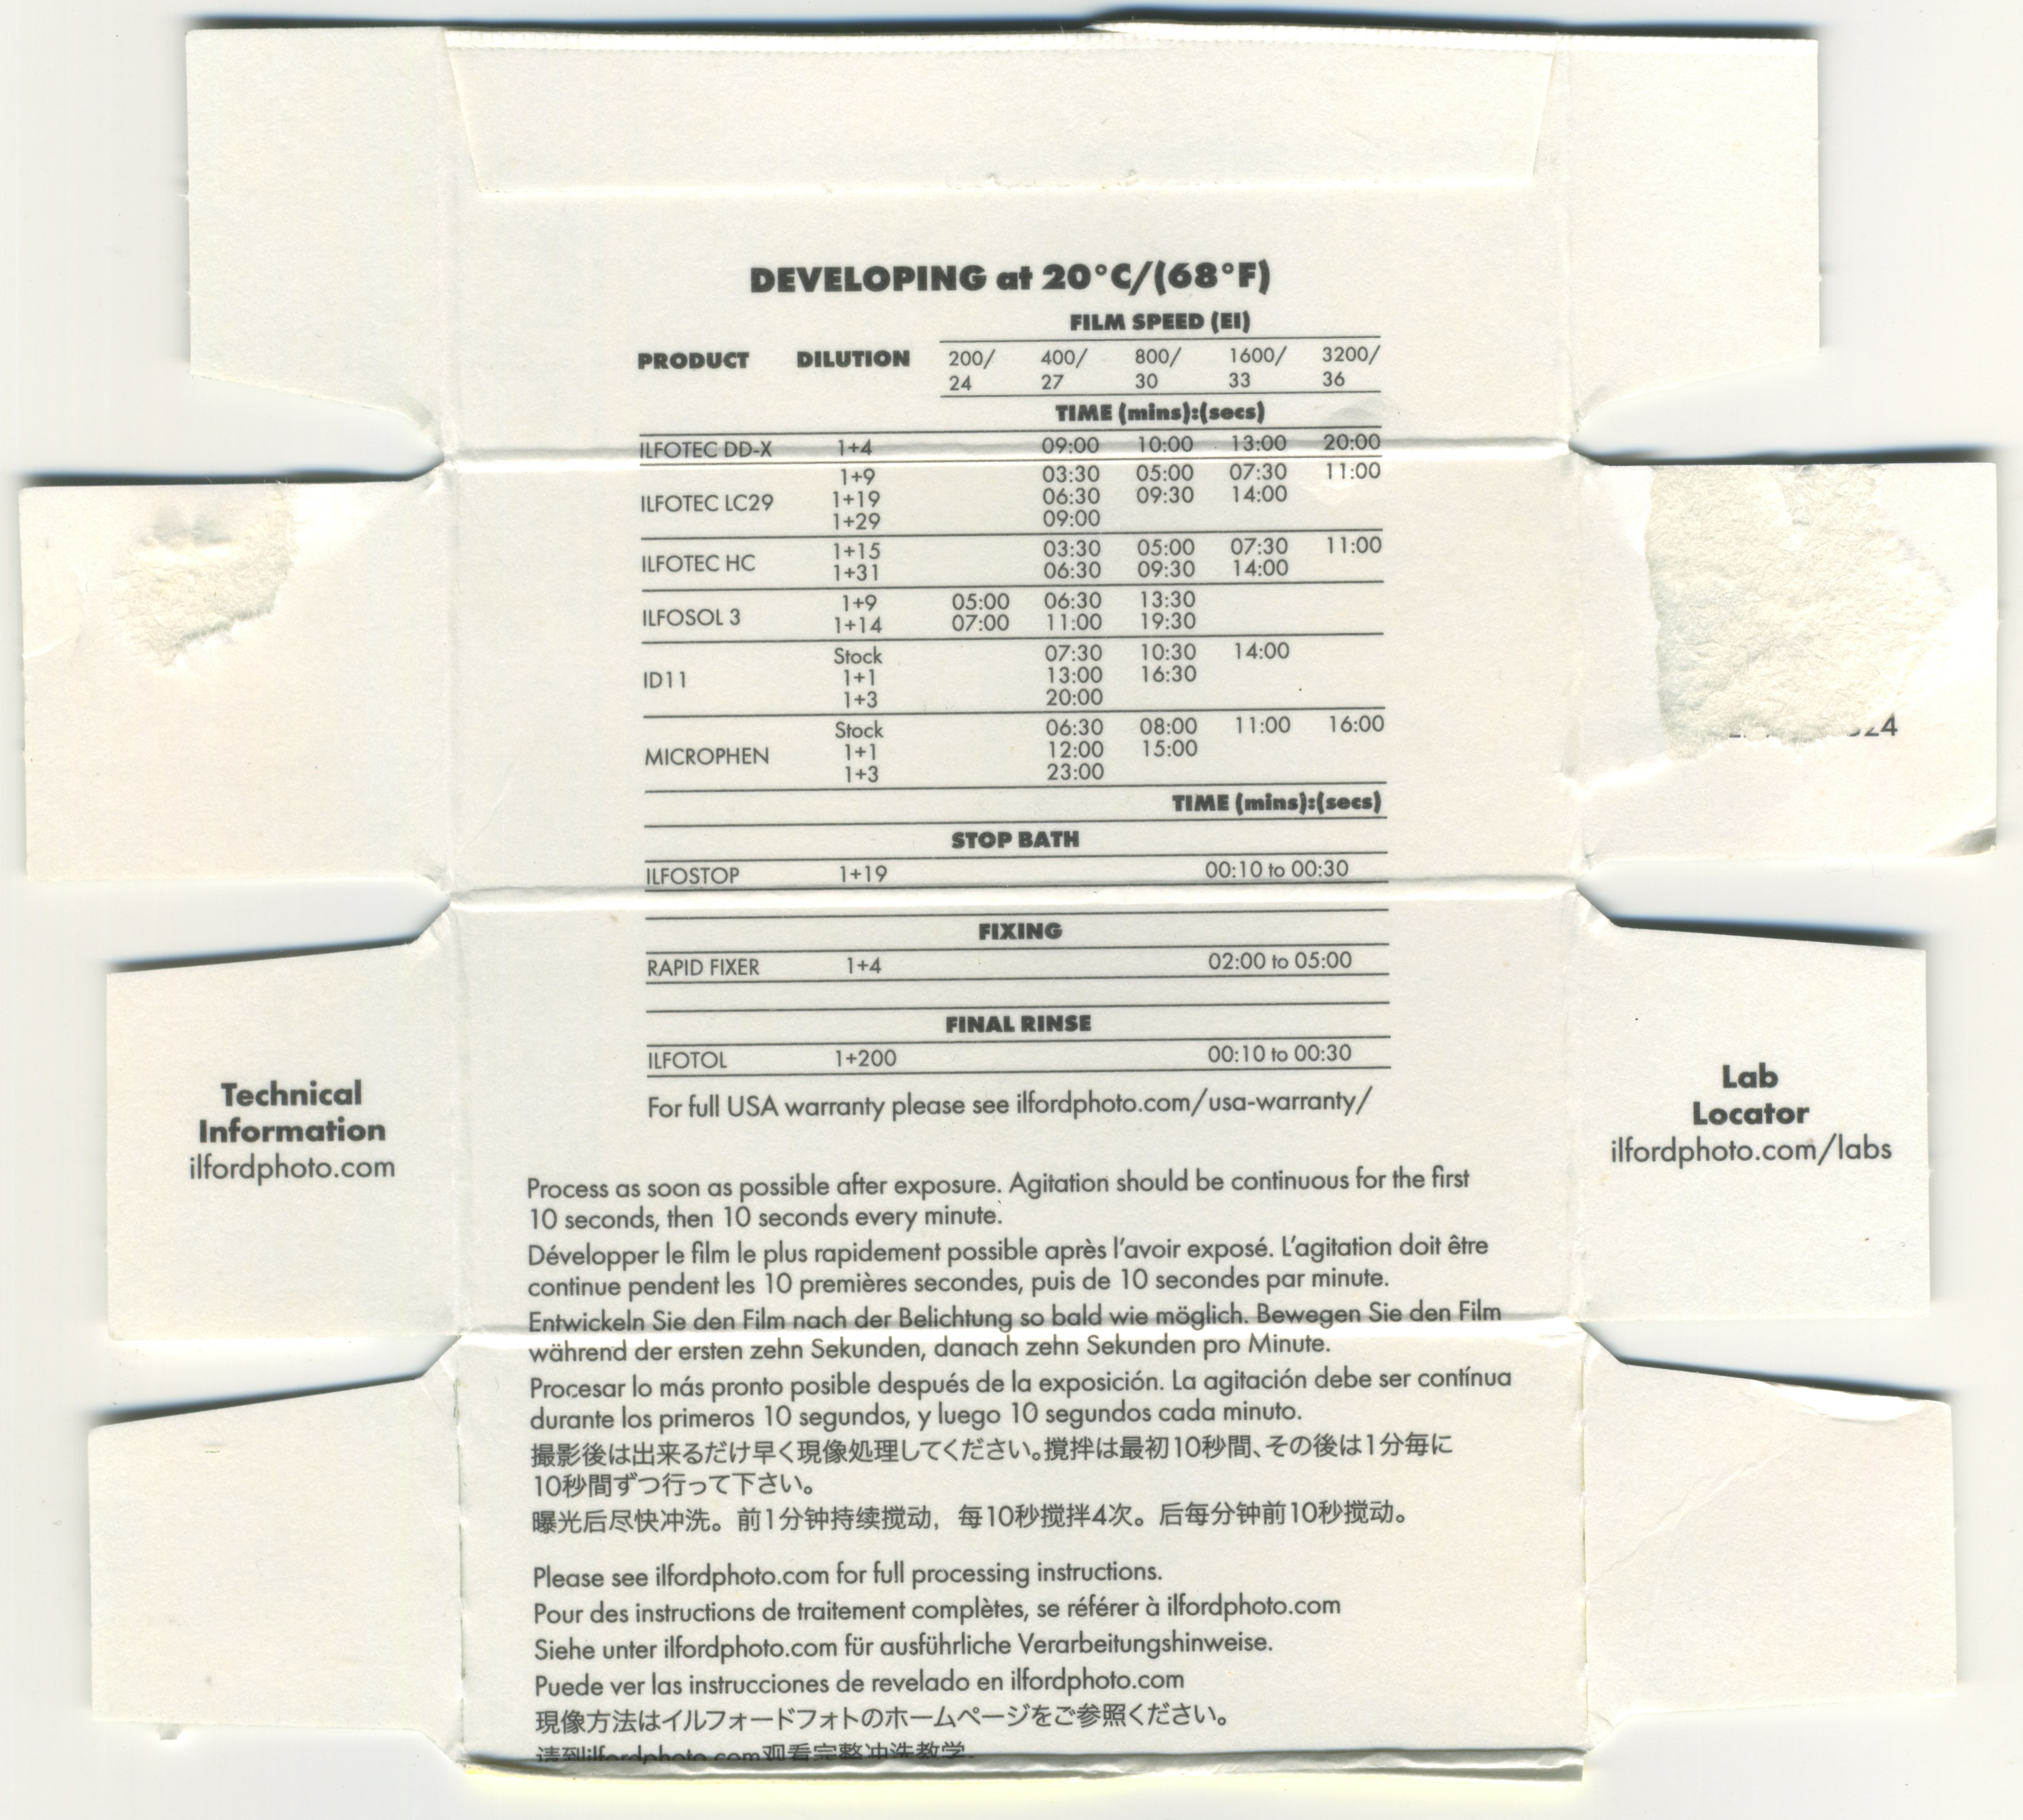 DEVELOPING at 20°C/(68°F)
FILM SPEED (EI)
PRODUCT DILUTION 200/ 400/ 800/ 1600/ 3200/
24 27 30 33 36
TIME (mins):(secs)
ILFOTEC DD-X 1+4 09:00 10:00 13:00 20:00
1+9 03:30 05:00 07:30 11:00
ILFOTEC LC29 1+19 06:30 09:30 14:00
1+29 09:00
1+15 03:30 05:00 07:30 11:00
ILFOTEC HC 1+31 06:30 09:30 14:00
1+9 05:00 06:30 13:30
ILFOSOL 3 1+14 07:00 11:00 19:30
Stock 07:30 10:30 14:00
ID11 1+1 13:00 16:30
1+3 20:00
Stock 06:30 08:00 11:00 16:00
MICROPHEN 1+1 12:00 15:00
1+3 23:00
TIME (mins):(secs)
STOP BATH
ILFOSTOP 1+19 00:10 to 00:30
FIXING
RAPID FIXER 1+4 02:00 to 05:00
FINAL RINSE
ILFOTOL 1+200 00:10 to 00:30
For full USA warranty please see ilfordphoto.com/usa-warranty/
Technical
Information
ilfordphoto.com
Lab
Locator
ilfordphoto.com/labs
Process as soon as possible after exposure. Agitation should be continuous for the first
10 seconds, then 10 seconds every minute.
Développer le film le plus rapidement possible après l'avoir exposé. L'agitation doit être
continue pendent les 10 premières secondes, puis de 10 secondes par minute.
Entwickeln Sie den Film nach der Belichtung so bald wie möglich. Bewegen Sie den Film
während der ersten zehn Sekunden, danach zehn Sekunden pro Minute.
Procesar lo más pronto posible después de la exposición. La agitación debe ser contínua
durante los primeros 10 segundos, y luego 10 segundos cada minuto.
撮影後は出来るだけ早く現像処理してください。撹拌は最初10秒間、その後は1分毎に
10秒間ずつ行って下さい。
曝光后尽快冲洗。前1分钟持续搅动，每10秒搅拌4次。后每分钟前10秒搅动。
Please see ilfordphoto.com for full processing instructions.
Pour des instructions de traitement complètes, se référer à ilfordphoto.com
Siehe unter ilfordphoto.com für ausführliche Verarbeitungshinweise.
Puede ver las instrucciones de revelado en ilfordphoto.com
現像方法はイルフォードフォトのホームページをご参照ください。
请到ilfordphoto.com观看完整冲洗教学